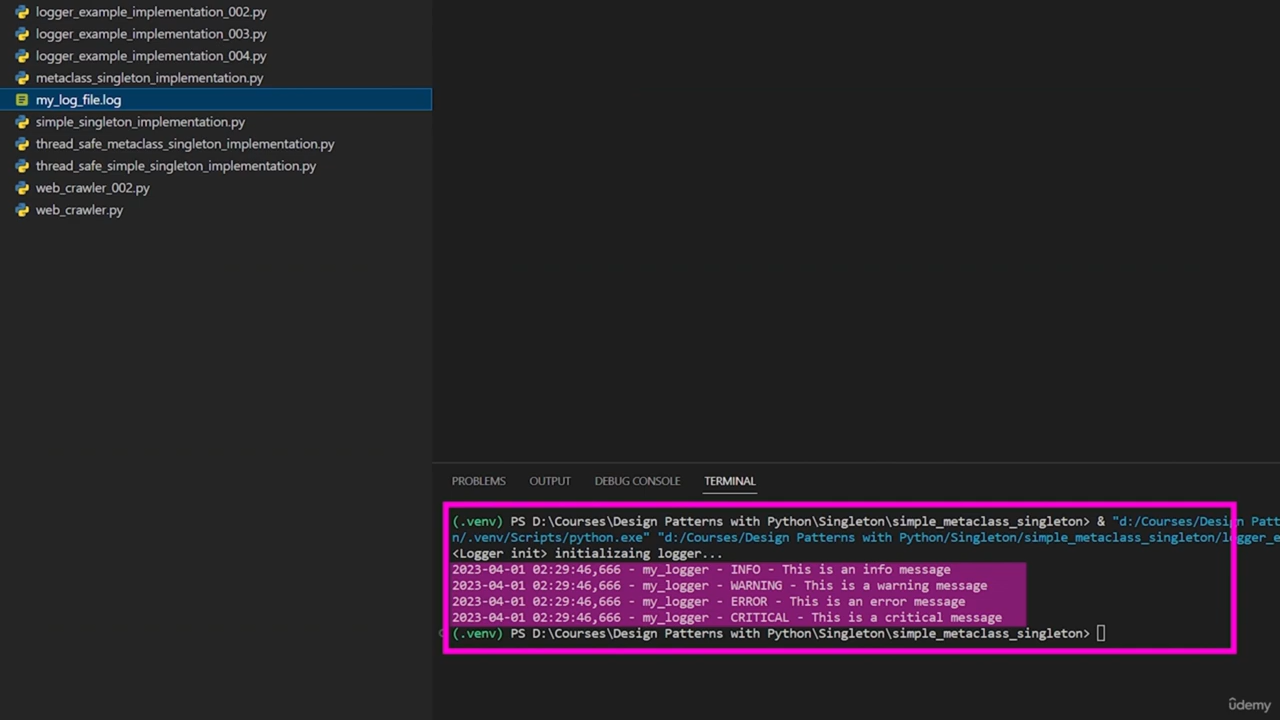 logger_example_implementation_002.py
logger_example_implementation_003.py
logger_example_implementation_004.py
metaclass_singleton_implementation.py
my_log_file.log
simple_singleton_implementation.py
thread_safe_metaclass_singleton_implementation.py
thread_safe_simple_singleton_implementation.py
web_crawler_002.py
web_crawler.py
PROBLEMS OUTPUT DEBUG CONSOLE TERMINAL
(.venv) PS D:\Courses\Design Patterns with Python\Singleton\simple_metaclass_singleton> & "d:/Courses/Design Patt
n/.venv/Scripts/python.exe" "d:/Courses/Design Patterns with Python/Singleton/simple_metaclass_singleton/logger_e
<Logger init> initializaing logger...
2023-04-01 02:29:46,666 - my_logger - INFO - This is an info message
2023-04-01 02:29:46,666 - my_logger - WARNING - This is a warning message
2023-04-01 02:29:46,666 - my_logger - ERROR - This is an error message
2023-04-01 02:29:46,666 - my_logger - CRITICAL - This is a critical message
(.venv) PS D:\Courses\Design Patterns with Python\Singleton\simple_metaclass_singleton>
ûdemy